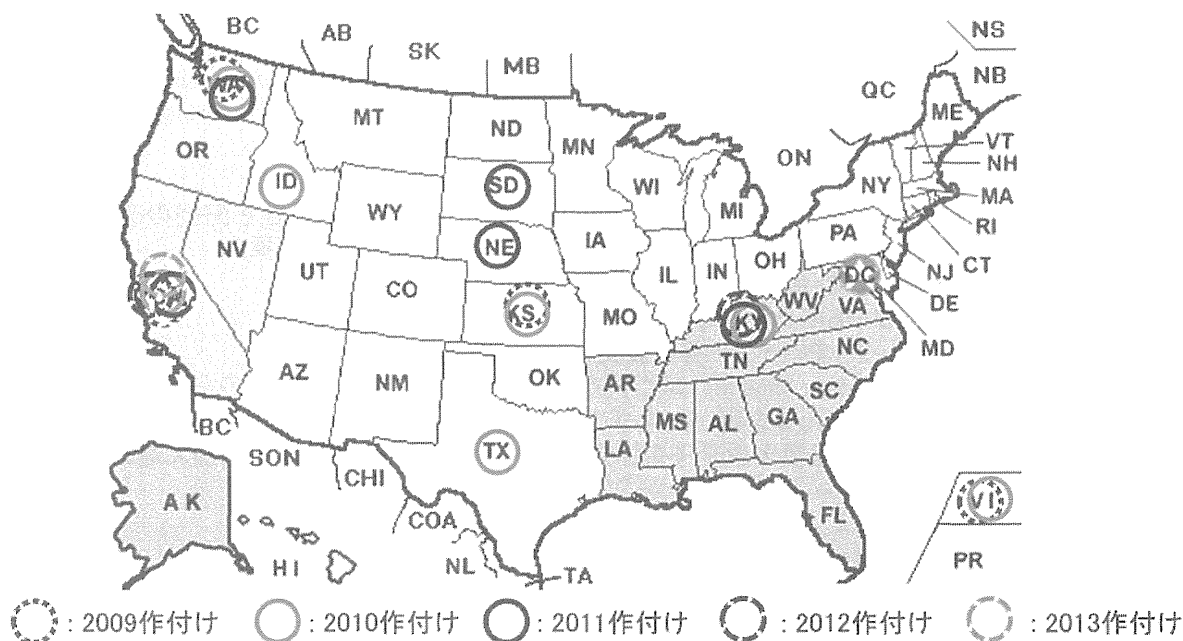 BC
AB
SK
MB
NS
NB
QC
ON
ME
VT
NH
MA
RI
CT
NJ
DE
MD
MT
ND
MN
OR
ID
SD
WI
MI
NY
WY
NE
IA
PA
NV
UT
CO
KS
IL
IN
OH
MO
WV
DC
VA
KY
AZ
NM
OK
AR
TN
NC
SC
MS
AL
GA
LA
TX
FL
BC
SON
CHI
COA
NL
TA
AK
HI
VI
PR
: 2009作付け : 2010作付け : 2011作付け : 2012作付け : 2013作付け